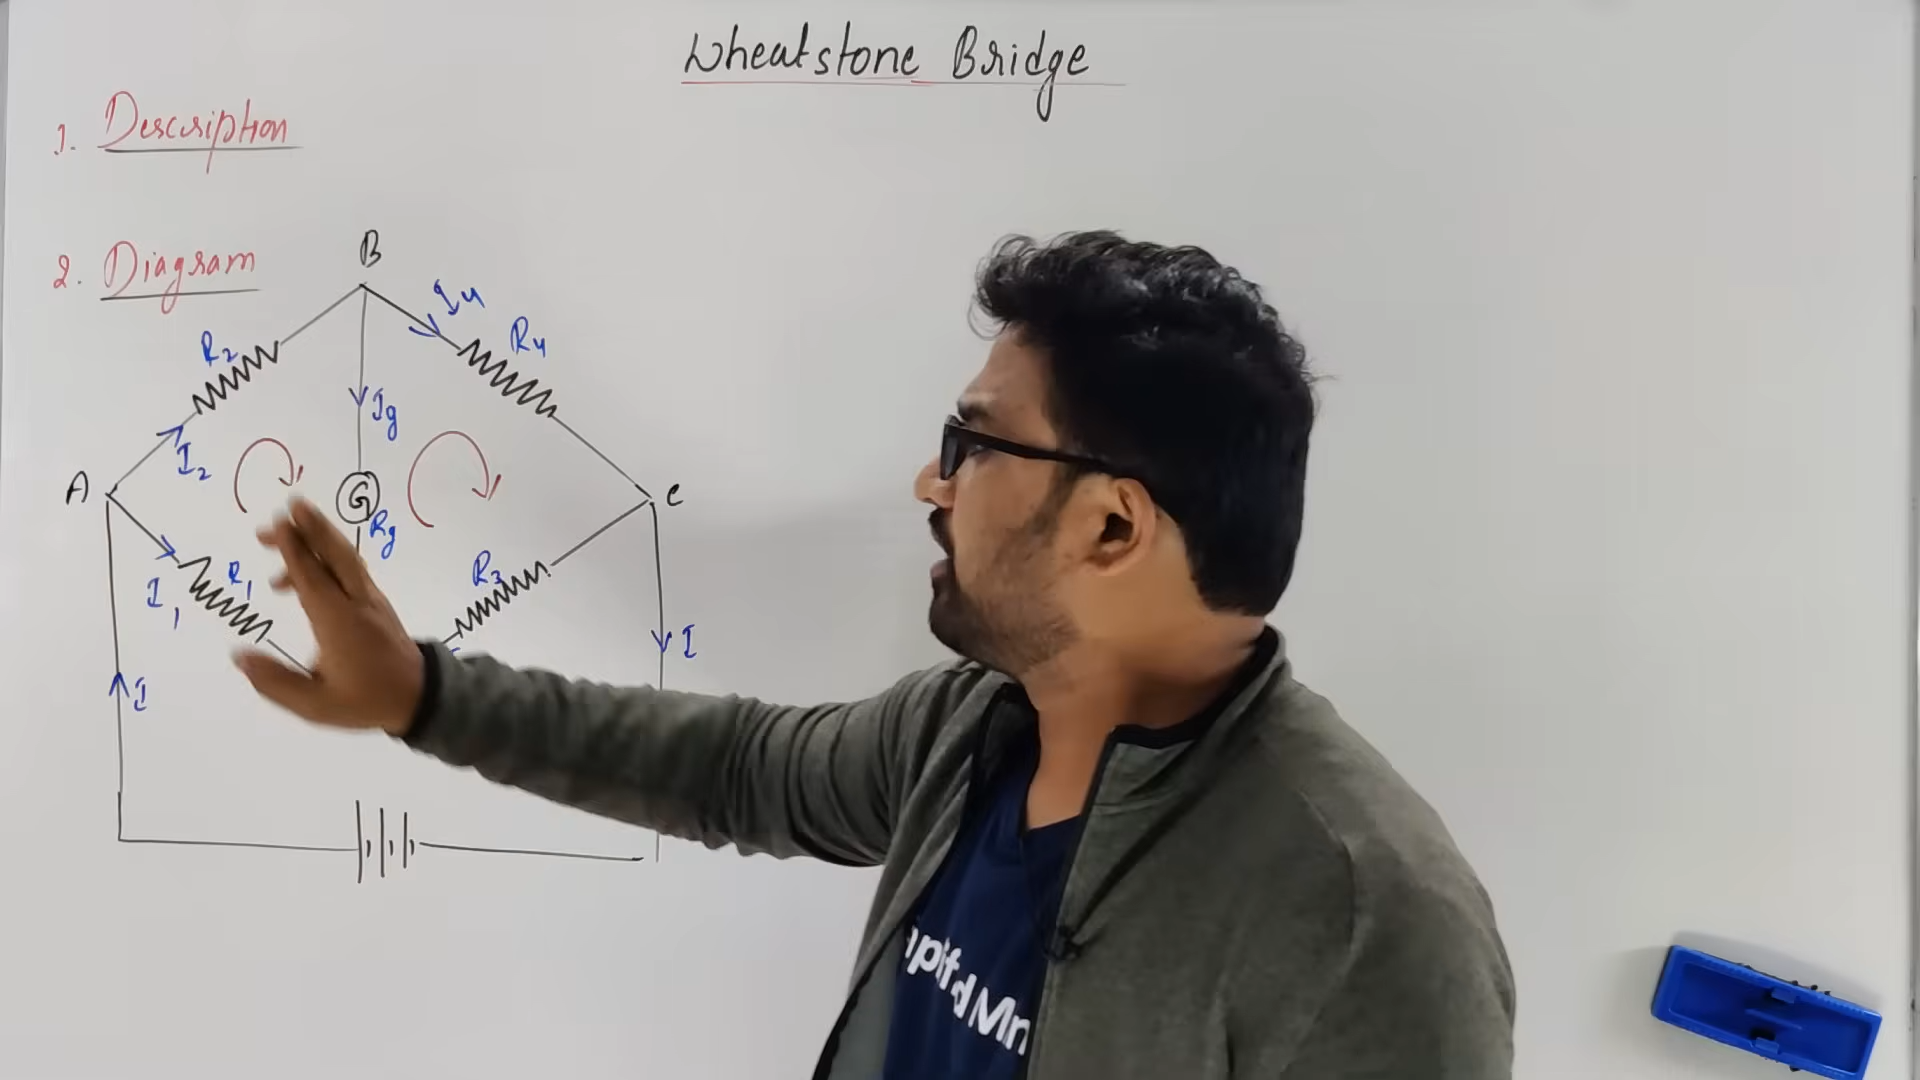 Wheatstone Bridge
1. Description
2. Diagram
B
I4
R4
R2
Ig
I2
A
G
C
Rg
R1
R3
I1
I
I